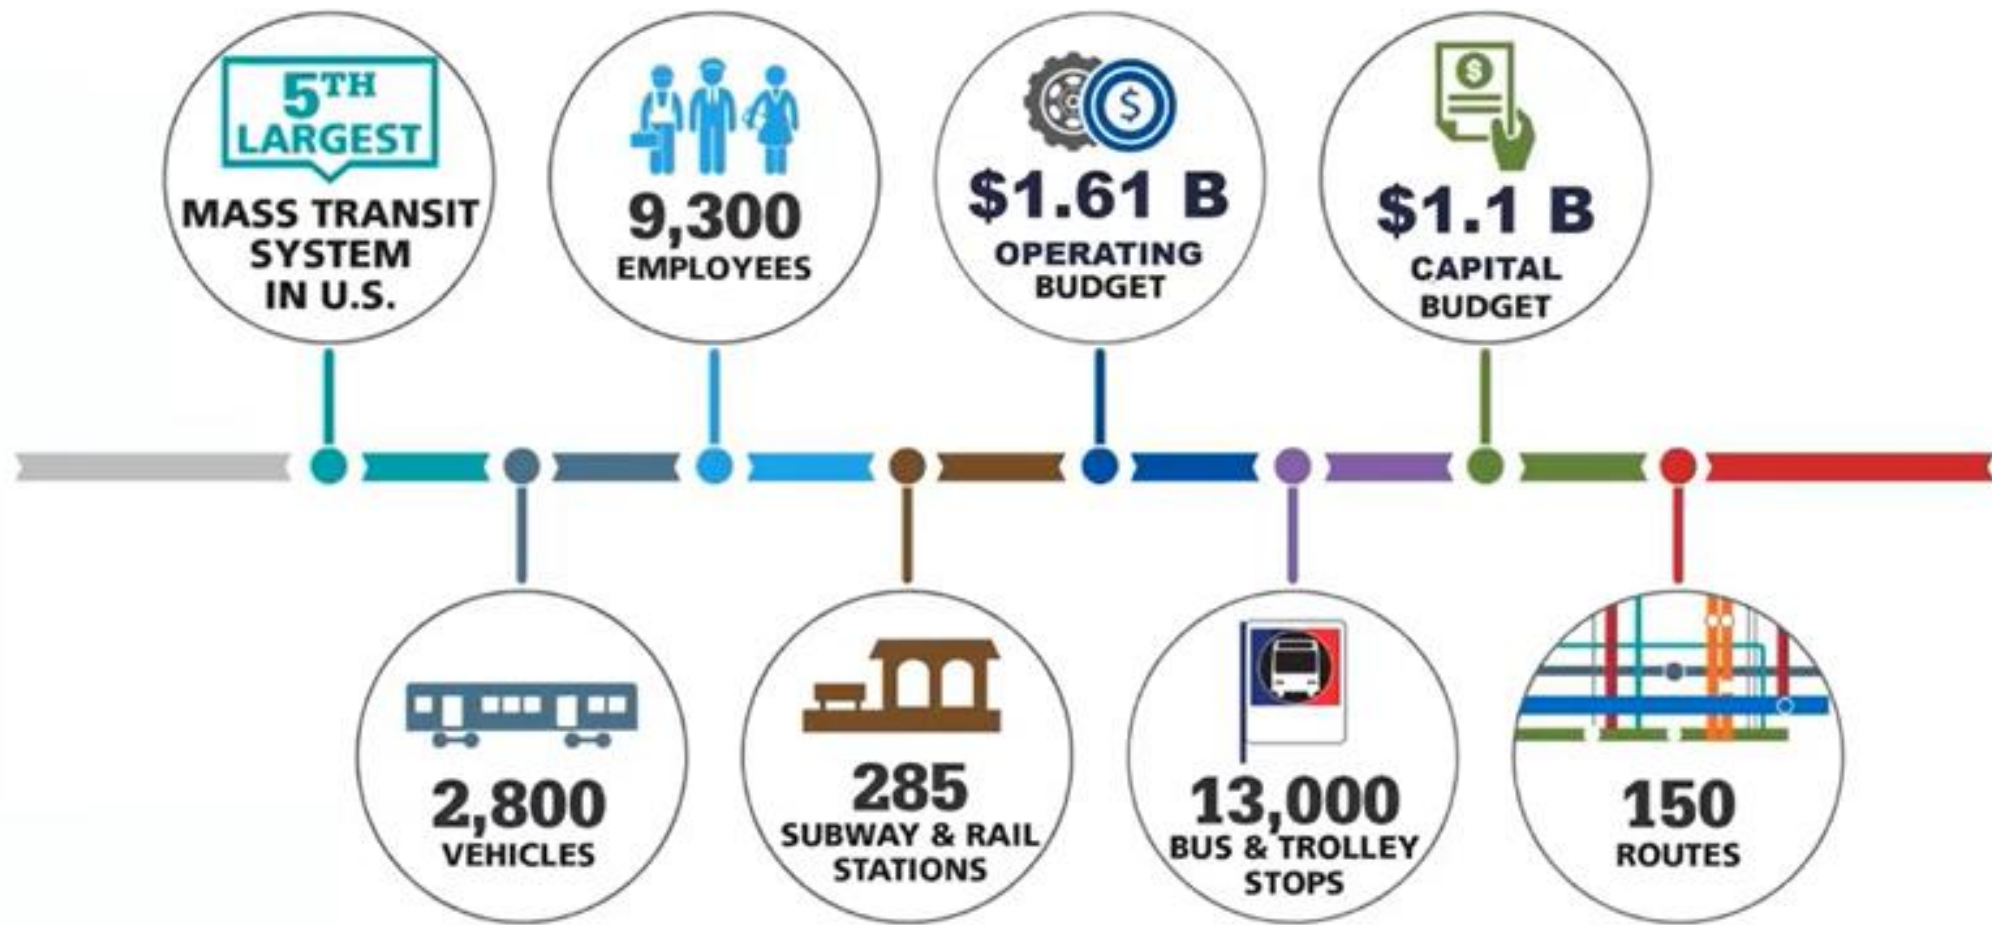 5TH
LARGEST
MASS TRANSIT
SYSTEM
IN U.S.
9,300
EMPLOYEES
$
$1.61 B
OPERATING
BUDGET
$
$1.1 B
CAPITAL
BUDGET
2,800
VEHICLES
285
SUBWAY & RAIL
STATIONS
13,000
BUS & TROLLEY
STOPS
150
ROUTES